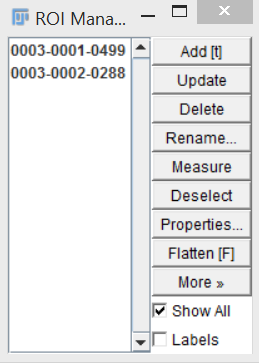 ROI Mana...
0003-0001-0499
0003-0002-0288
Add [t]
Update
Delete
Rename...
Measure
Deselect
Properties...
Flatten [F]
More »
Show All
Labels